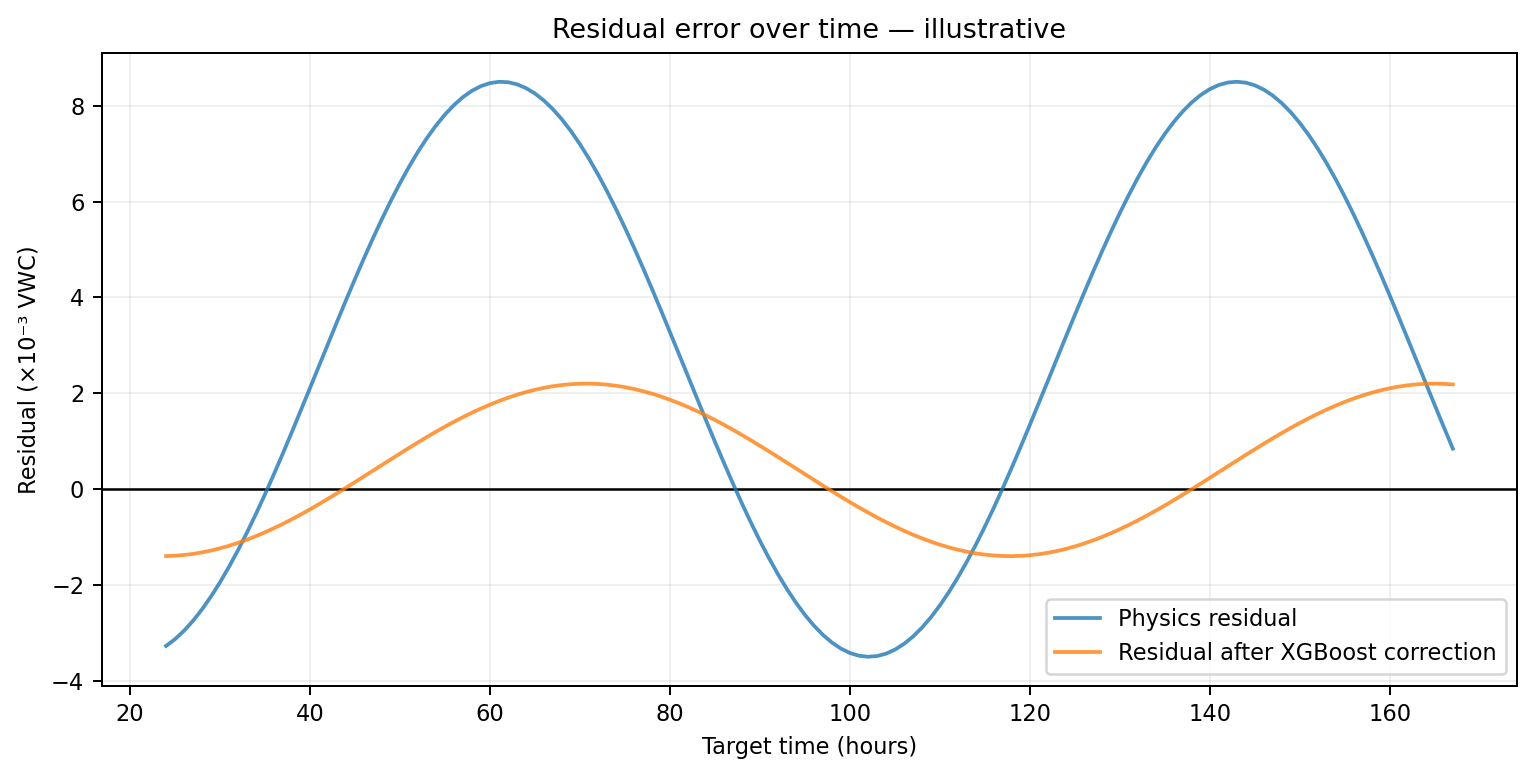 Residual error over time — illustrative
Residual (×10⁻³ VWC)
8
6
4
2
0
−2
−4
20 40 60 80 100 120 140 160
Target time (hours)
Physics residual
Residual after XGBoost correction